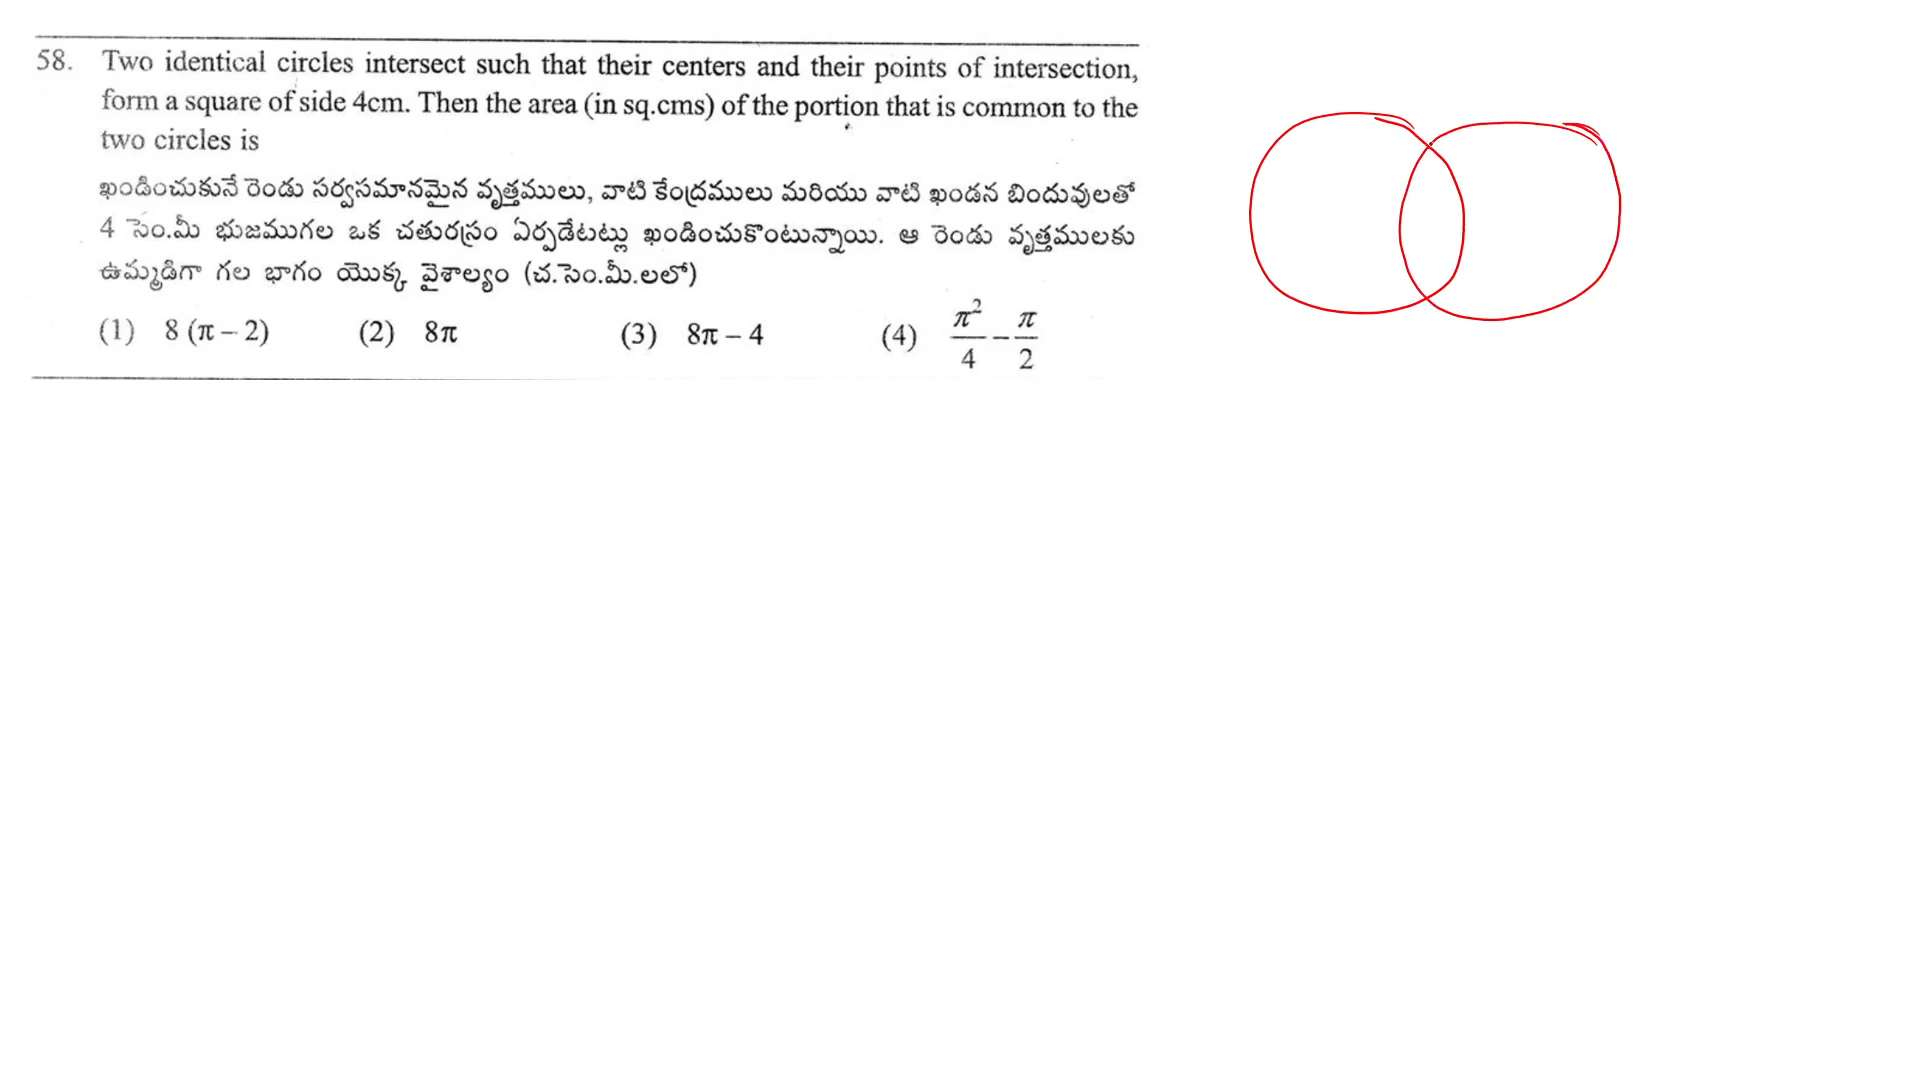 58. Two identical circles intersect such that their centers and their points of intersection,
form a square of side 4cm. Then the area (in sq.cms) of the portion that is common to the
two circles is
ఖండించుకునే రెండు సర్వసమానమైన వృత్తములు, వాటి కేంద్రములు మరియు వాటి ఖండన బిందువులతో
4 సెం.మీ భుజముగల ఒక చతురస్రం ఏర్పడేటట్లు ఖండించుకొంటున్నాయి. ఆ రెండు వృత్తములకు
ఉమ్మడిగా గల భాగం యొక్క వైశాల్యం (చ.సెం.మీ.లలో)
(1) 8 (π – 2) (2) 8π (3) 8π – 4 (4) π²/4 – π/2